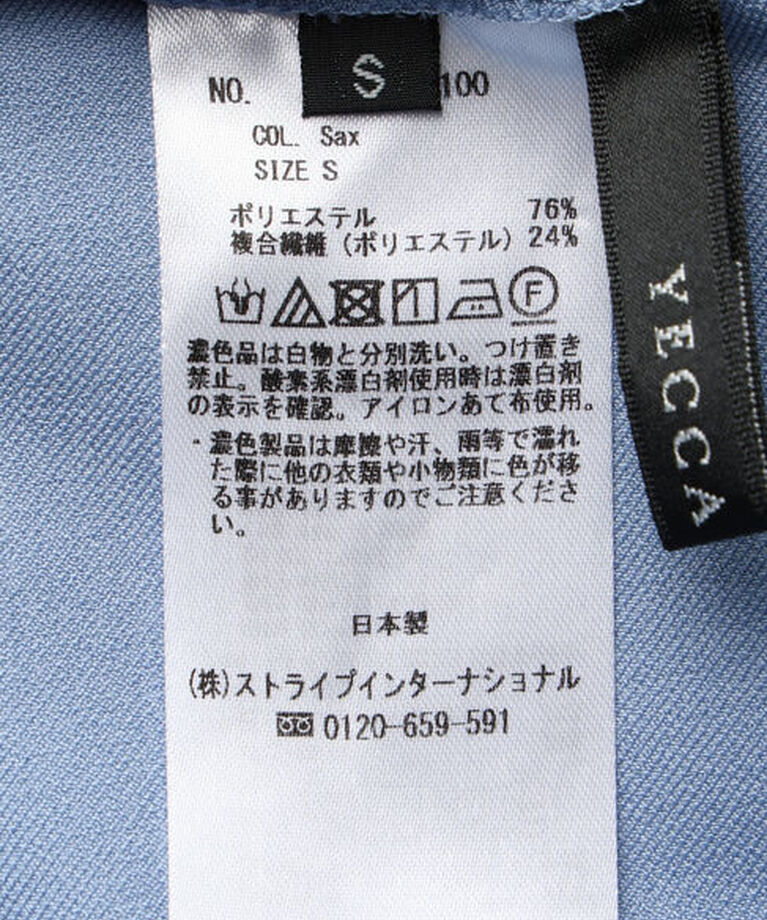 S
NO. 100
COL. Sax
SIZE S
ポリエステル 76%
複合繊維(ポリエステル) 24%
F
濃色品は白物と分別洗い。つけ置き
禁止。酸素系漂白剤使用時は漂白剤
の表示を確認。アイロンあて布使用。
・濃色製品は摩擦や汗、雨等で濡れ
た際に他の衣類や小物類に色が移
る事がありますのでご注意くださ
い。
日本製
(株)ストライプインターナショナル
0120-659-591
YECCA